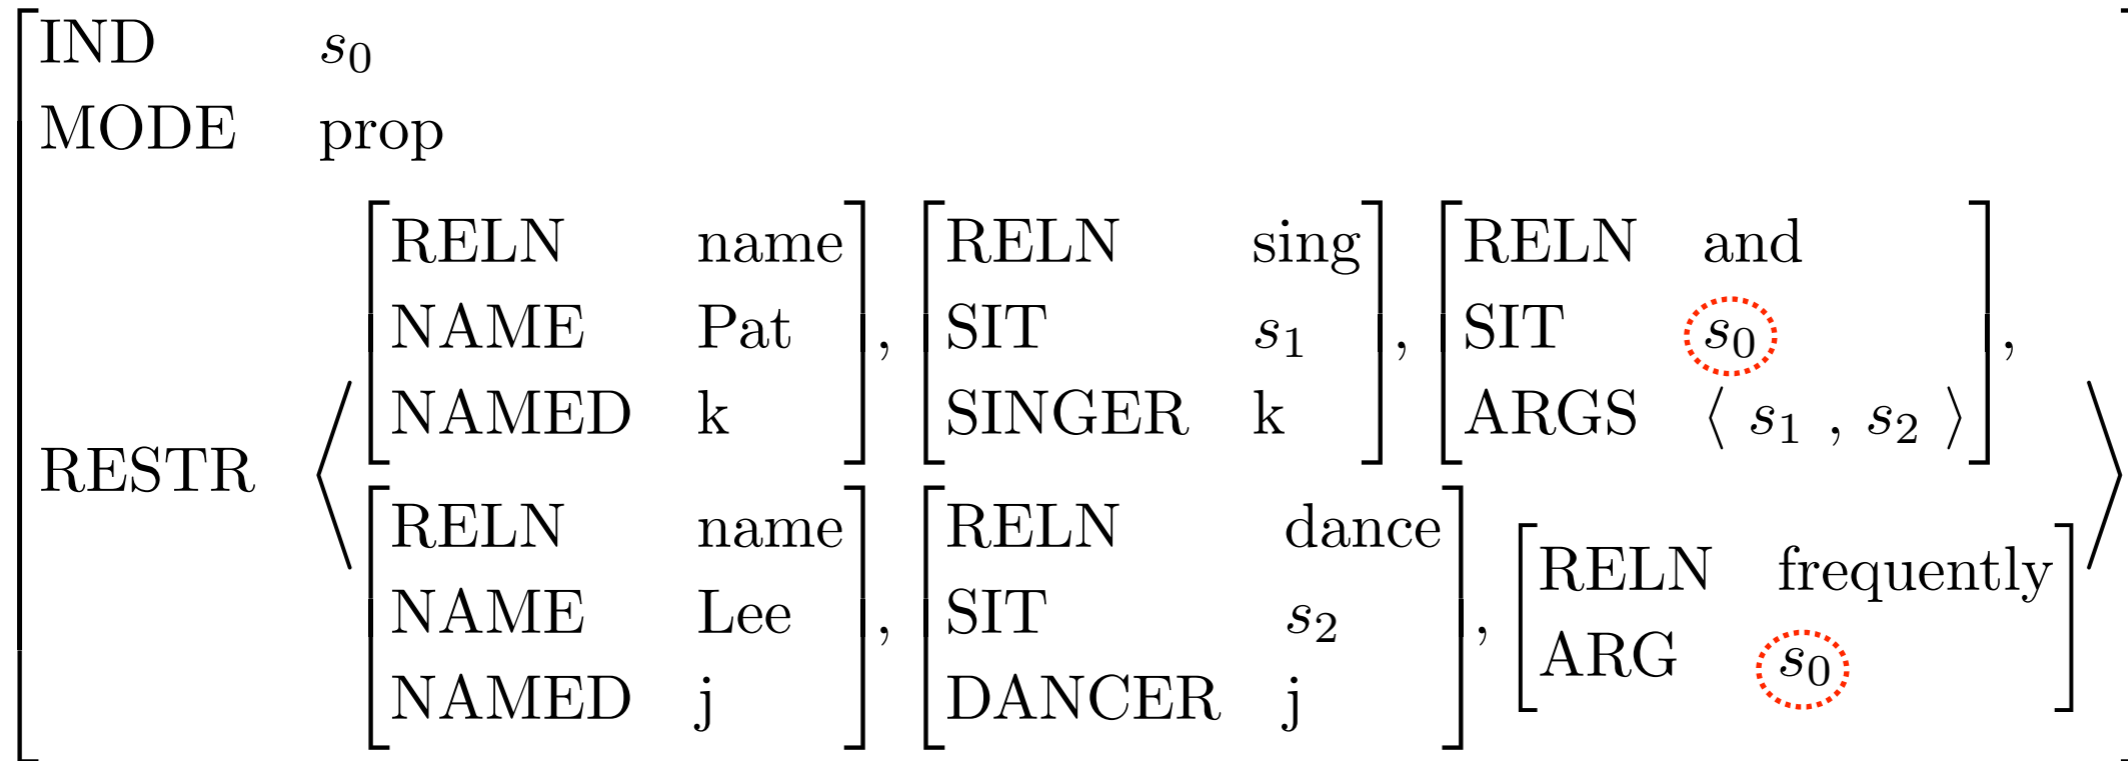 IND s₀
MODE prop
RESTR ⟨ [RELN name], [RELN sing], [RELN and],
[NAME Pat] [SIT s₁] [SIT s₀]
[NAMED k] [SINGER k] [ARGS ⟨ s₁ , s₂ ⟩]
[RELN name], [RELN dance], [RELN frequently] ⟩
[NAME Lee] [SIT s₂] [ARG s₀]
[NAMED j] [DANCER j]